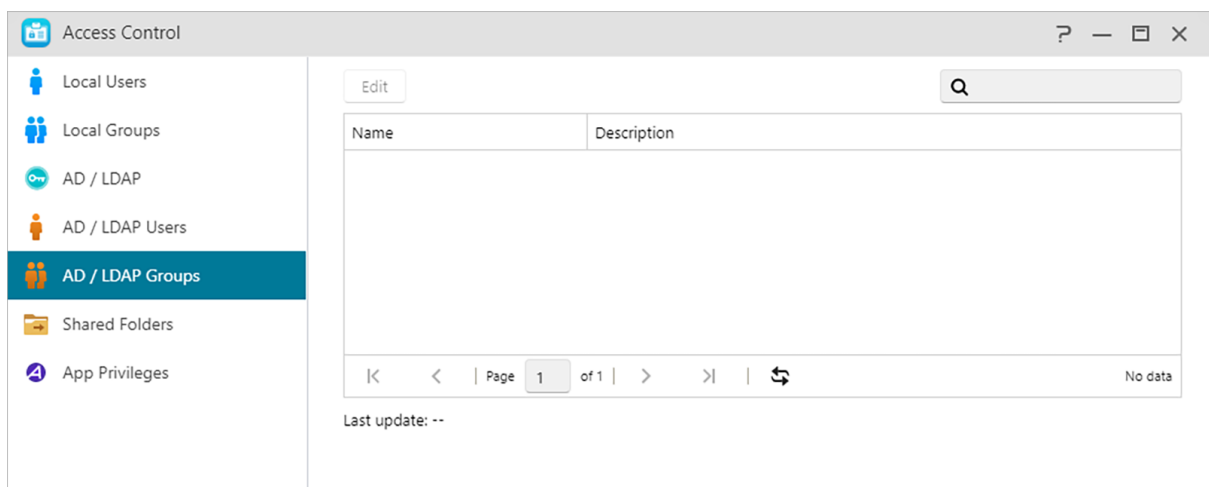 Access Control
Local Users
Local Groups
AD / LDAP
AD / LDAP Users
AD / LDAP Groups
Shared Folders
App Privileges
Edit
Name Description
Page 1 of 1 No data
Last update: --